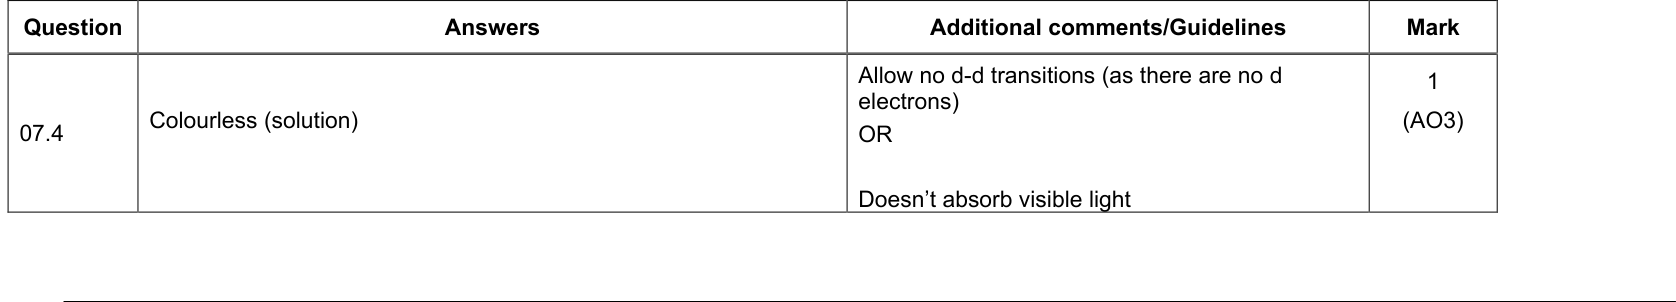 Question Answers Additional comments/Guidelines Mark
07.4
Colourless (solution)
Allow no d-d transitions (as there are no d
electrons)
OR
Doesn’t absorb visible light
1
(AO3)